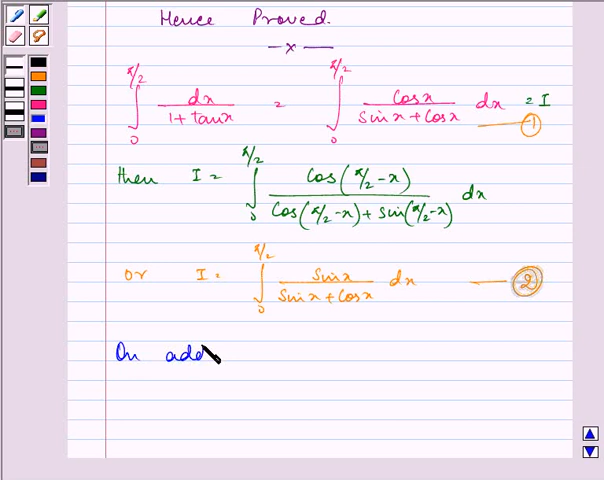 Hence Proved.
— x —
∫₀^{π/2} dx / (1 + tanx) = ∫₀^{π/2} Cosx / (Sinx + Cosx) dx = I — ①
then I = ∫₀^{π/2} Cos(π/2 - x) / (Cos(π/2 - x) + Sin(π/2 - x)) dx
or I = ∫₀^{π/2} Sinx / (Sinx + Cosx) dx — ②
On add